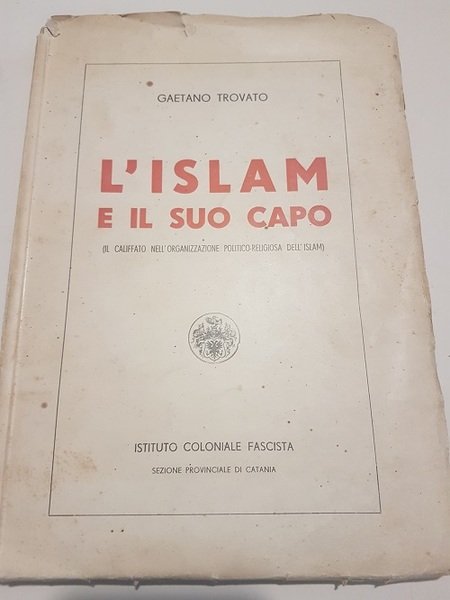 GAETANO TROVATO
L'ISLAM
E IL SUO CAPO
(IL CALIFFATO NELL'ORGANIZZAZIONE POLITICO-RELIGIOSA DELL'ISLAM)
ISTITUTO COLONIALE FASCISTA
SEZIONE PROVINCIALE DI CATANIA